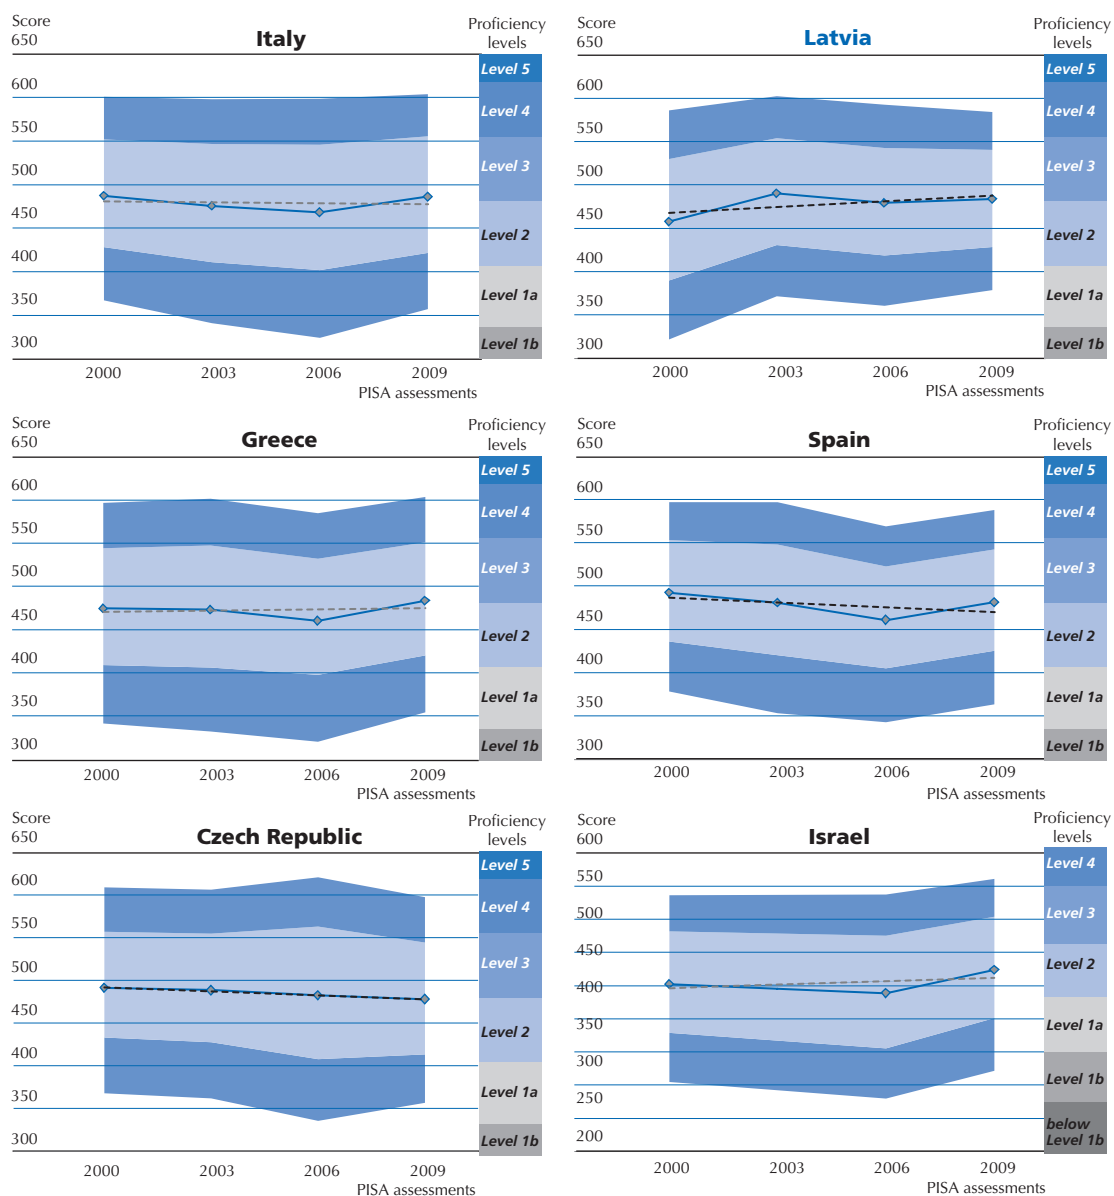 Score
650
Italy
Proficiency
levels
600
550
500
450
400
350
300
Level 5
Level 4
Level 3
Level 2
Level 1a
Level 1b
2000 2003 2006 2009
PISA assessments
Score
650
Latvia
Proficiency
levels
600
550
500
450
400
350
300
Level 5
Level 4
Level 3
Level 2
Level 1a
Level 1b
2000 2003 2006 2009
PISA assessments
Score
650
Greece
Proficiency
levels
600
550
500
450
400
350
300
Level 5
Level 4
Level 3
Level 2
Level 1a
Level 1b
2000 2003 2006 2009
PISA assessments
Score
650
Spain
Proficiency
levels
600
550
500
450
400
350
300
Level 5
Level 4
Level 3
Level 2
Level 1a
Level 1b
2000 2003 2006 2009
PISA assessments
Score
650
Czech Republic
Proficiency
levels
600
550
500
450
400
350
300
Level 5
Level 4
Level 3
Level 2
Level 1a
Level 1b
2000 2003 2006 2009
PISA assessments
Score
600
Israel
Proficiency
levels
550
500
450
400
350
300
250
200
Level 4
Level 3
Level 2
Level 1a
Level 1b
below
Level 1b
2000 2003 2006 2009
PISA assessments